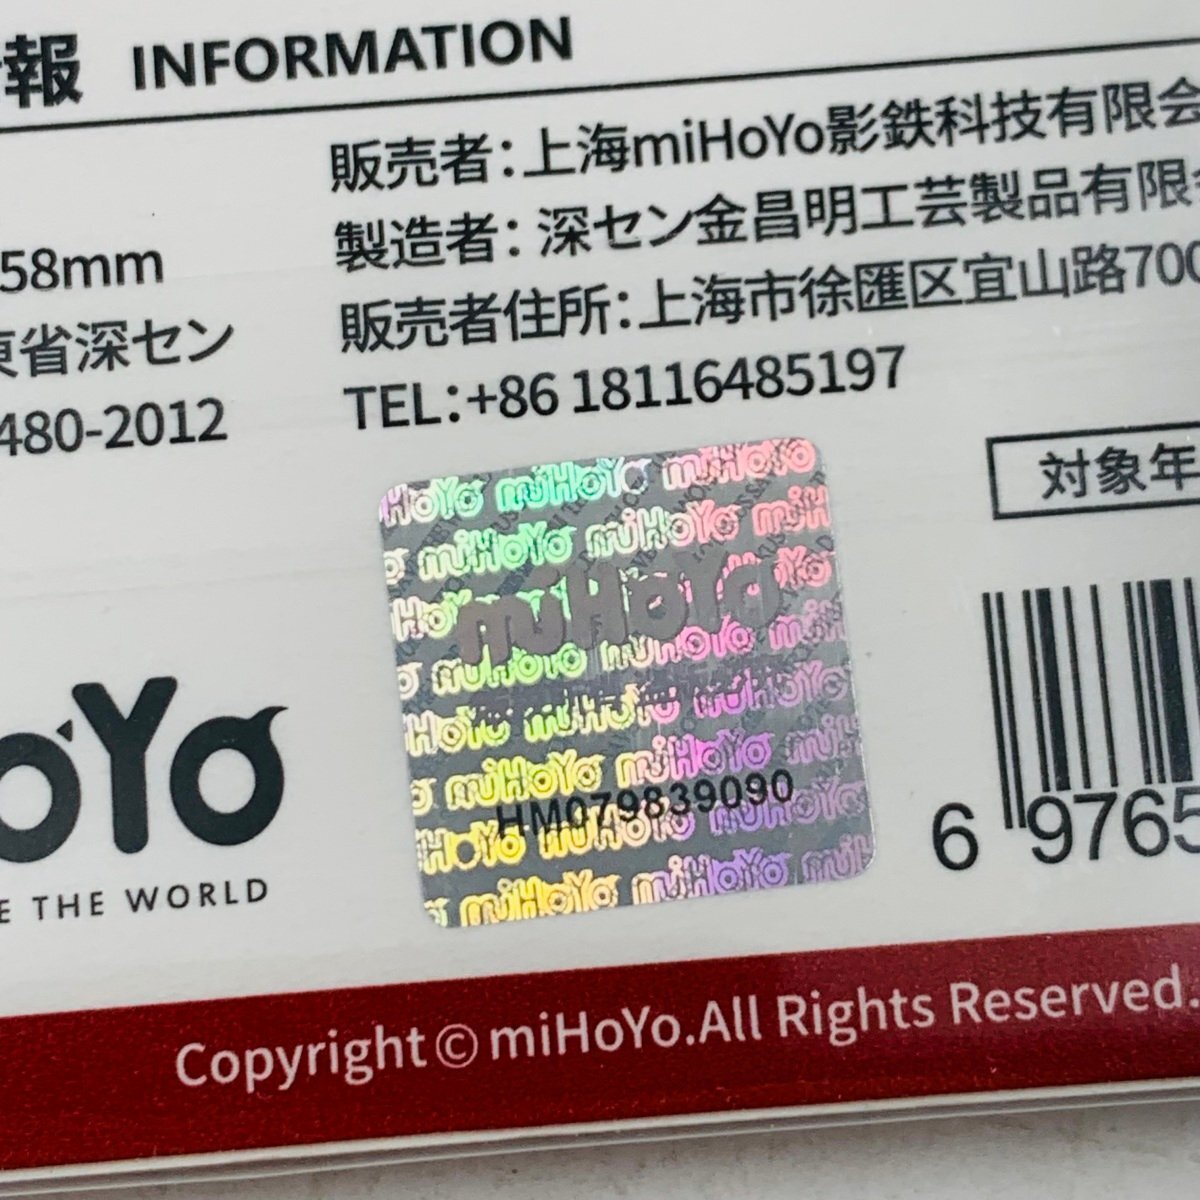 情報 INFORMATION
販売者：上海miHoYo影鉄科技有限会
製造者：深セン金昌明工芸製品有限会
58mm
販売者住所：上海市徐匯区宜山路700
東省深セン
TEL：+86 18116485197
480-2012
対象年
miHoYo
HM079839090
HoYo
E THE WORLD
6 9765
Copyright © miHoYo.All Rights Reserved.